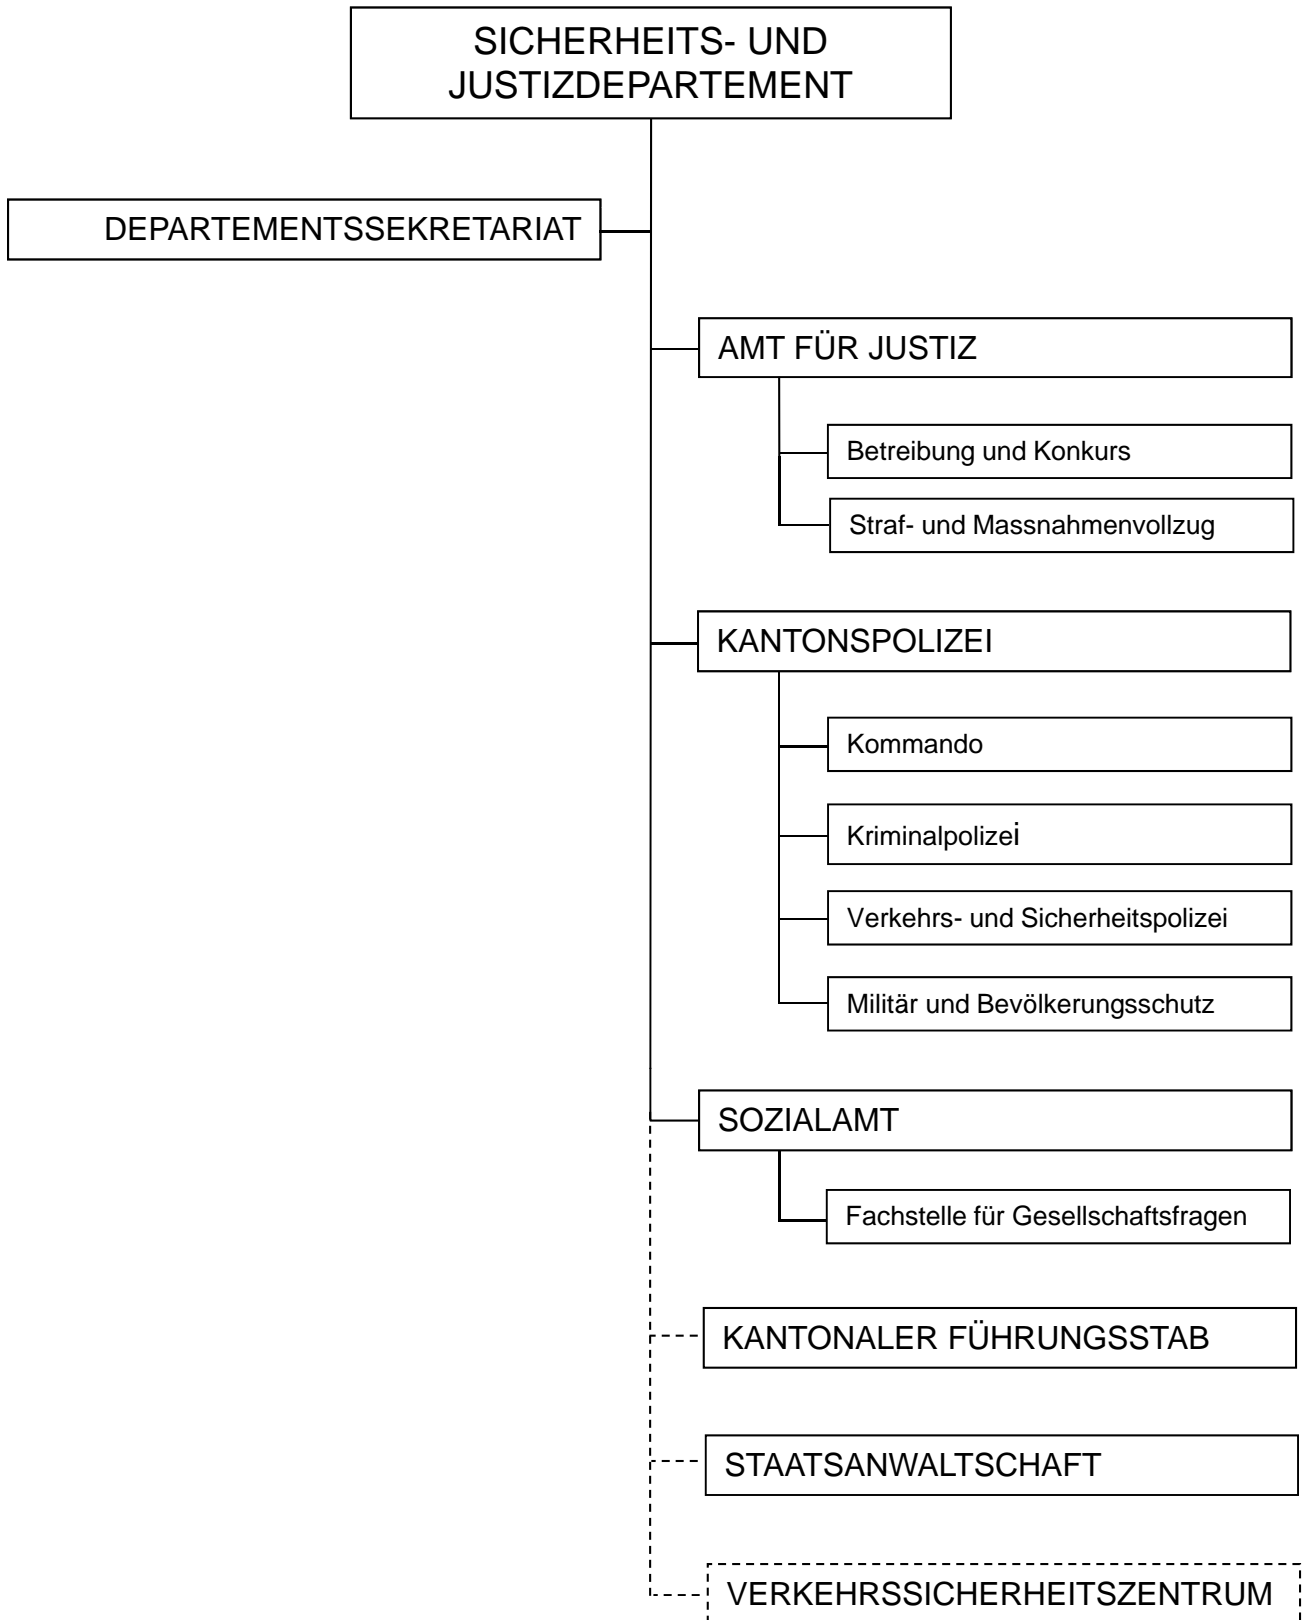 SICHERHEITS- UND
JUSTIZDEPARTEMENT
DEPARTEMENTSSEKRETARIAT
AMT FÜR JUSTIZ
Betreibung und Konkurs
Straf- und Massnahmenvollzug
KANTONSPOLIZEI
Kommando
Kriminalpolizei
Verkehrs- und Sicherheitspolizei
Militär und Bevölkerungsschutz
SOZIALAMT
Fachstelle für Gesellschaftsfragen
KANTONALER FÜHRUNGSSTAB
STAATSANWALTSCHAFT
VERKEHRSSICHERHEITSZENTRUM